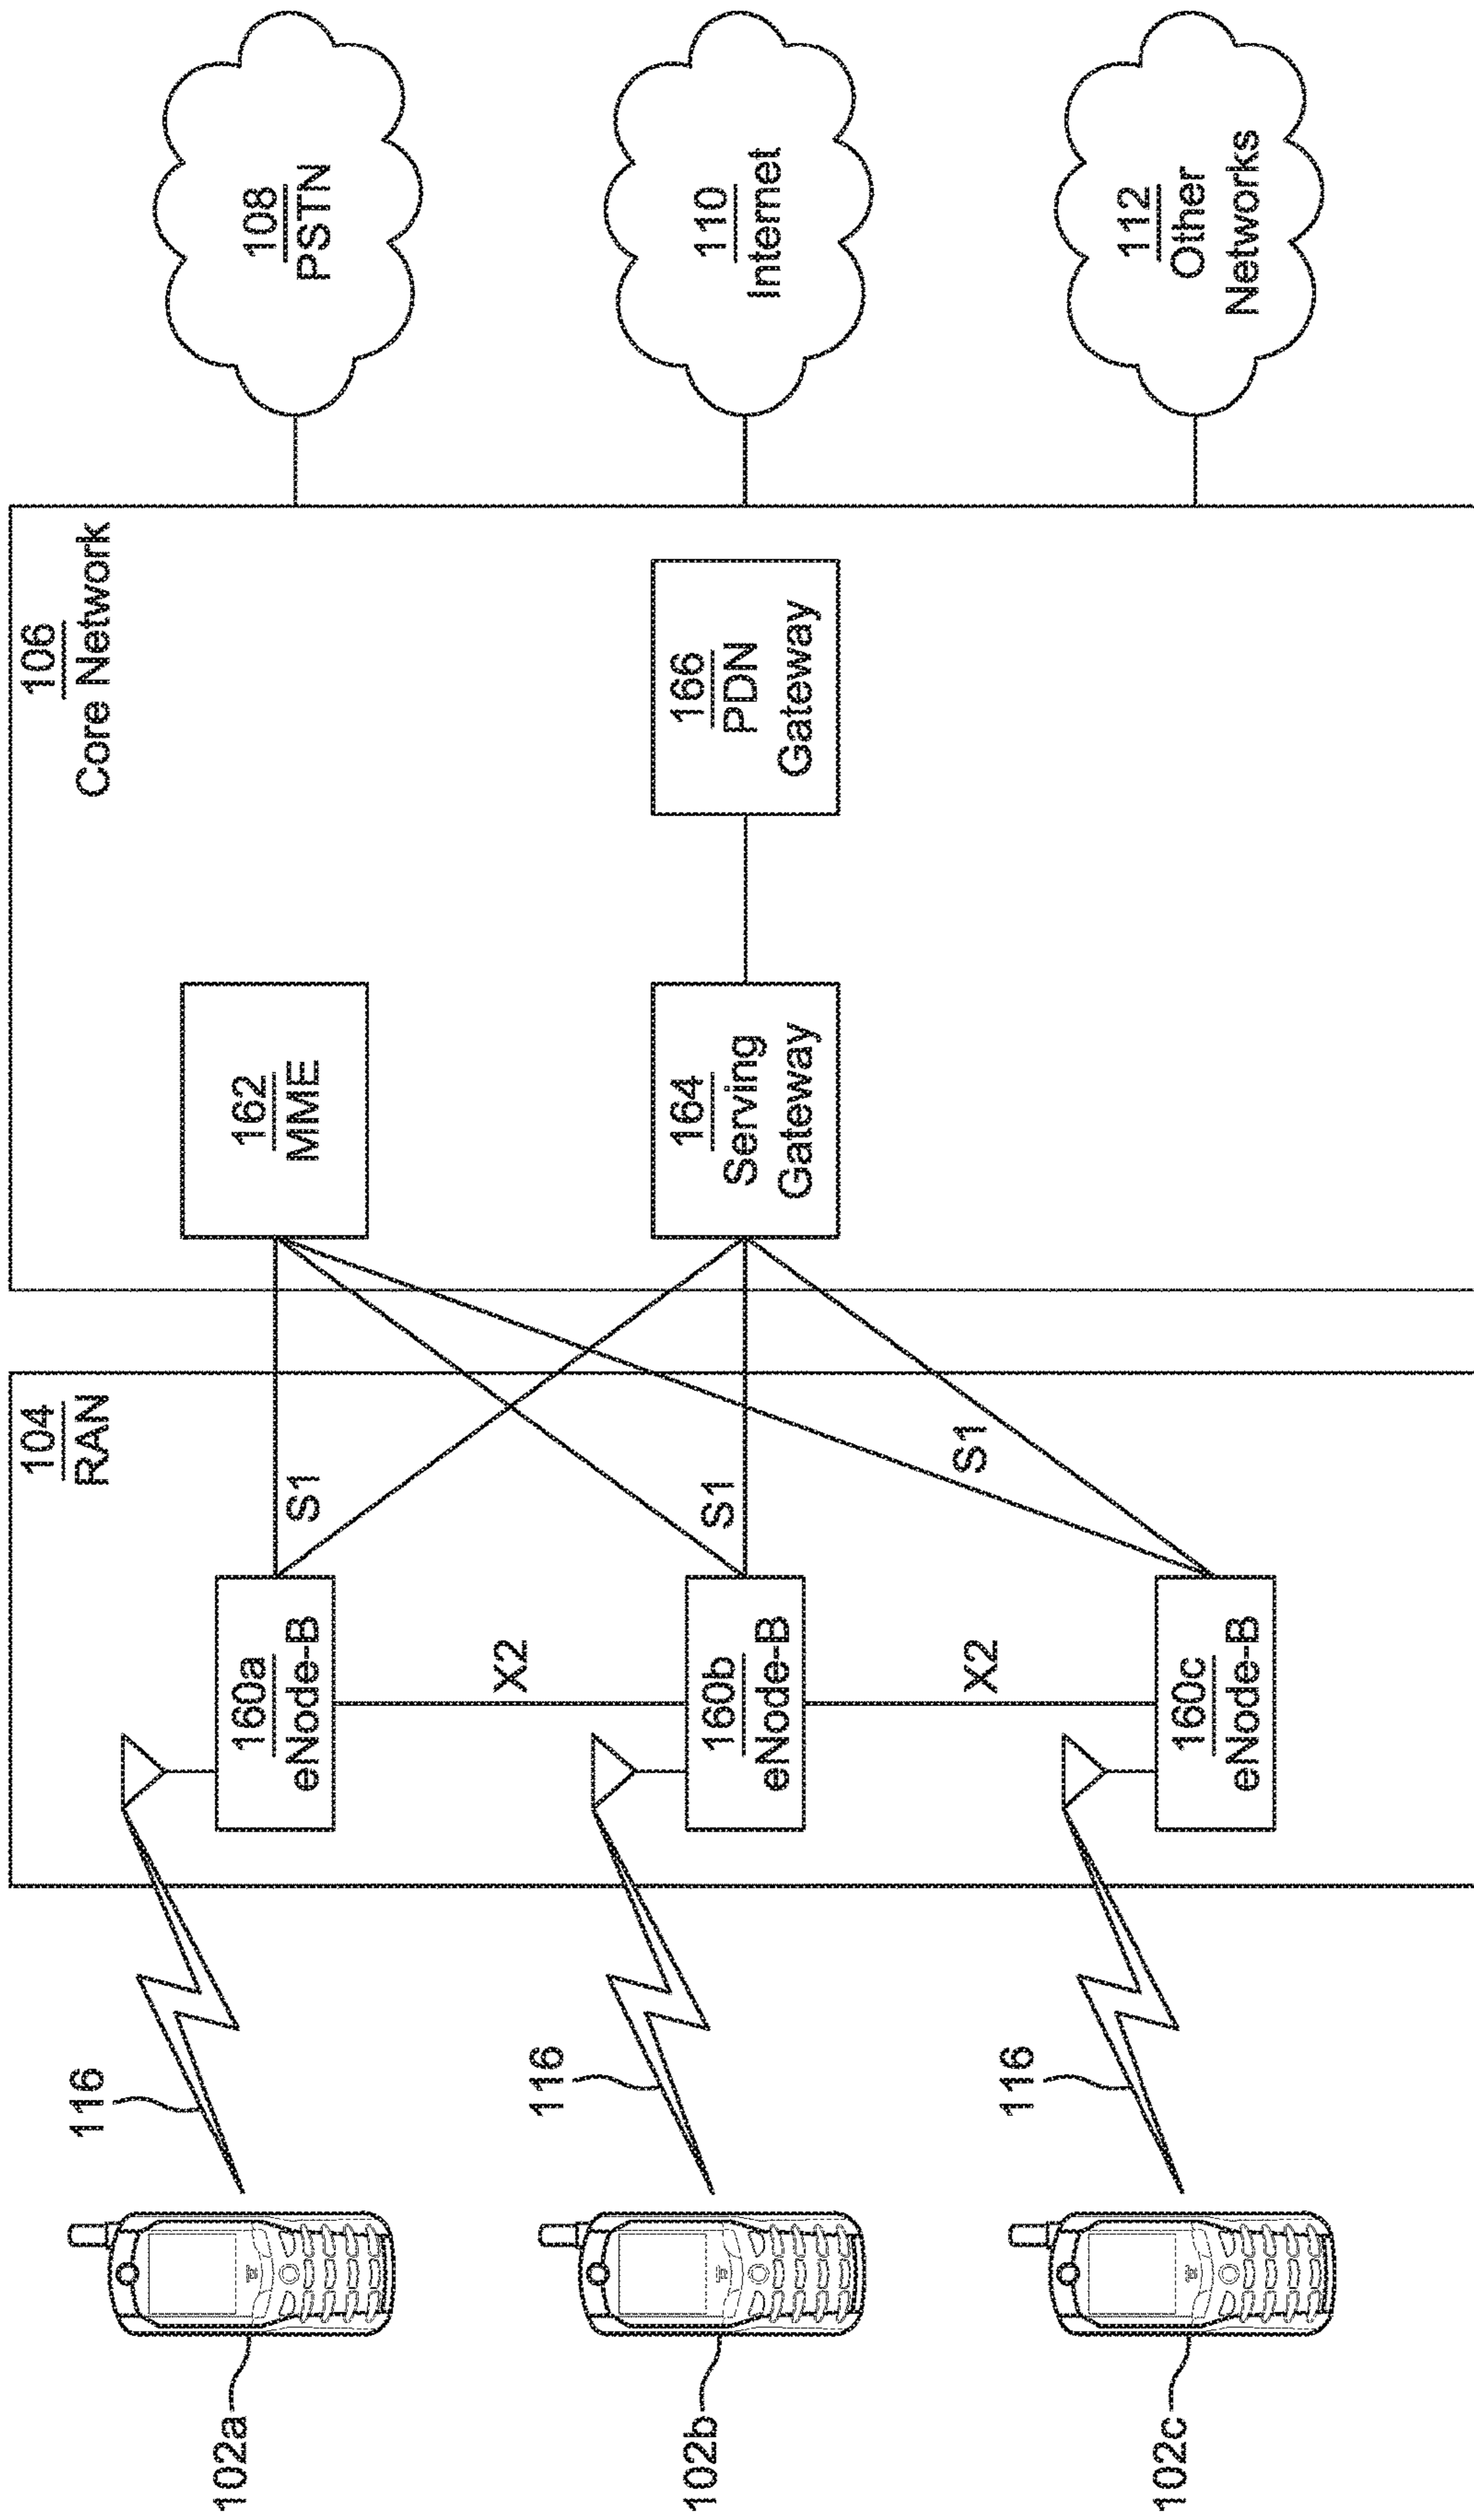 102a
116
160a
eNode-B
S1
104
RAN
X2
102b
116
160b
eNode-B
S1
X2
102c
116
160c
eNode-B
S1
106
Core Network
162
MME
164
Serving
Gateway
166
PDN
Gateway
108
PSTN
110
Internet
112
Other
Networks